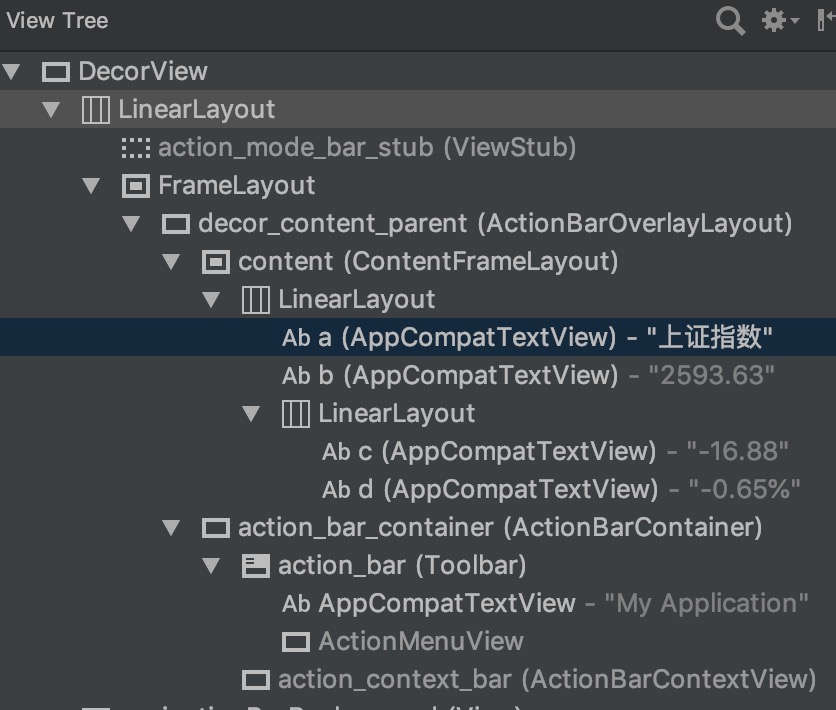 View Tree
DecorView
LinearLayout
action_mode_bar_stub (ViewStub)
FrameLayout
decor_content_parent (ActionBarOverlayLayout)
content (ContentFrameLayout)
LinearLayout
Ab a (AppCompatTextView) - "上证指数"
Ab b (AppCompatTextView) - "2593.63"
LinearLayout
Ab c (AppCompatTextView) - "-16.88"
Ab d (AppCompatTextView) - "-0.65%"
action_bar_container (ActionBarContainer)
action_bar (Toolbar)
Ab AppCompatTextView - "My Application"
ActionMenuView
action_context_bar (ActionBarContextView)